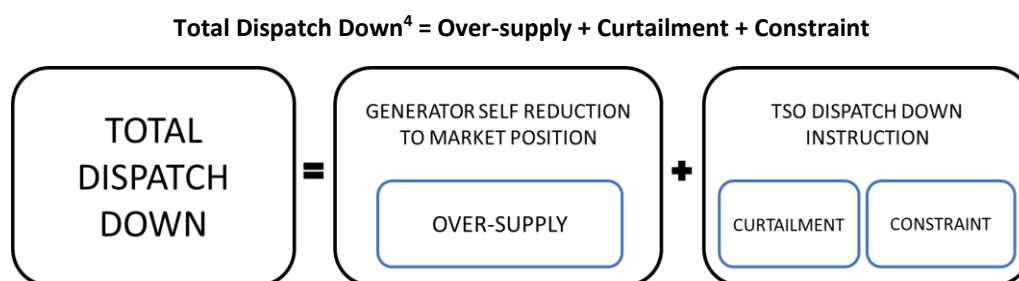 Total Dispatch Down⁴ = Over-supply + Curtailment + Constraint
TOTAL
DISPATCH
DOWN
=
GENERATOR SELF REDUCTION
TO MARKET POSITION
OVER-SUPPLY
+
TSO DISPATCH DOWN
INSTRUCTION
CURTAILMENT
CONSTRAINT